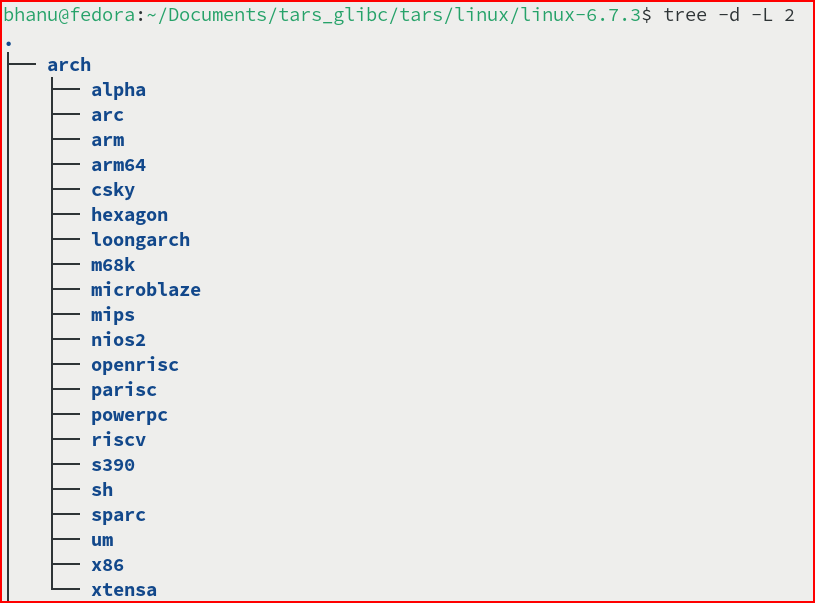 bhanu@fedora:~/Documents/tars_glibc/tars/linux/linux-6.7.3$ tree -d -L 2
.
├── arch
│   ├── alpha
│   ├── arc
│   ├── arm
│   ├── arm64
│   ├── csky
│   ├── hexagon
│   ├── loongarch
│   ├── m68k
│   ├── microblaze
│   ├── mips
│   ├── nios2
│   ├── openrisc
│   ├── parisc
│   ├── powerpc
│   ├── riscv
│   ├── s390
│   ├── sh
│   ├── sparc
│   ├── um
│   ├── x86
│   └── xtensa